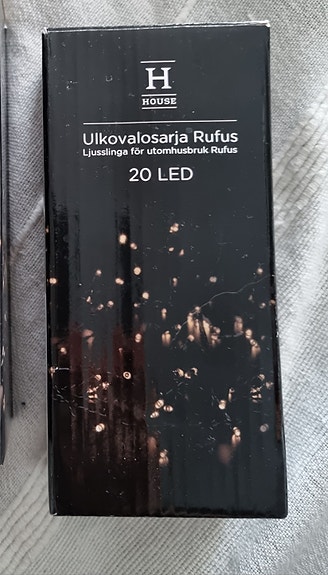 H
HOUSE
Ulkovalosarja Rufus
Ljusslinga för utomhusbruk Rufus
20 LED